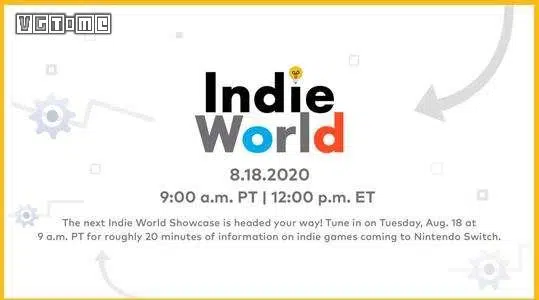 VGTIME
Indie
World
8.18.2020
9:00 a.m. PT | 12:00 p.m. ET
The next Indie World Showcase is headed your way! Tune in on Tuesday, Aug. 18 at
9 a.m. PT for roughly 20 minutes of information on indie games coming to Nintendo Switch.